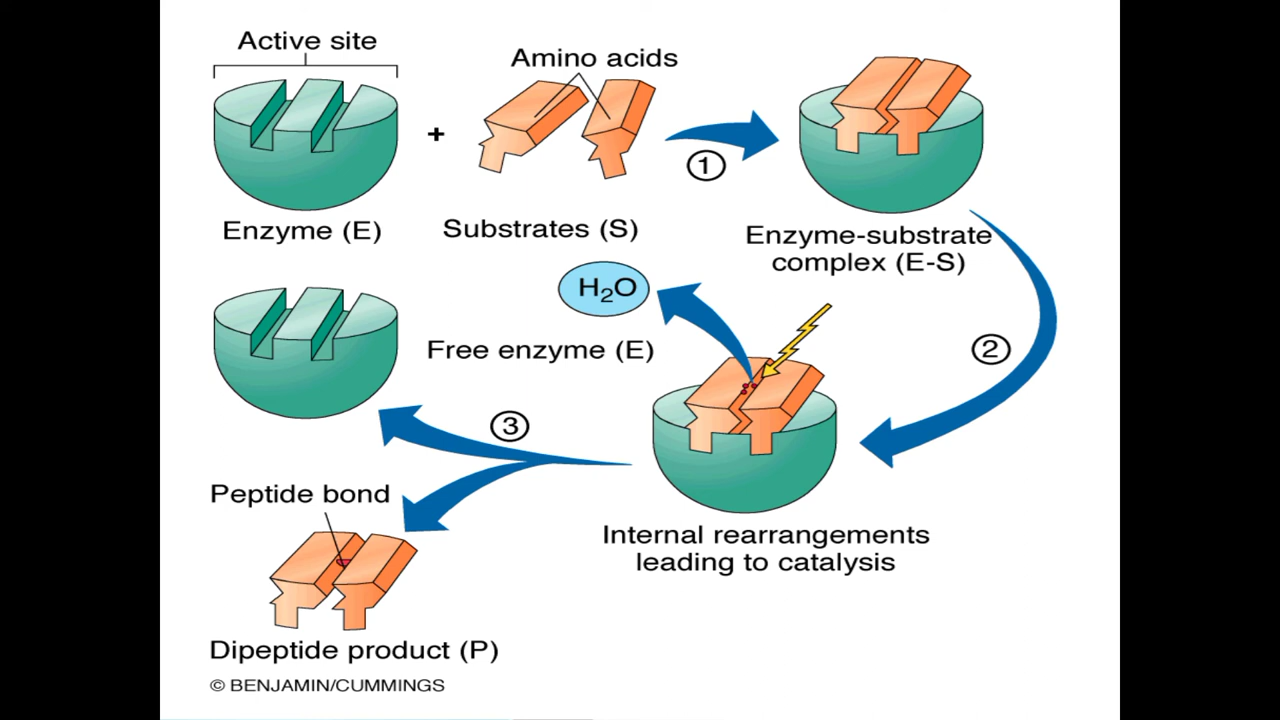 Active site
Amino acids
+
①
Enzyme (E)
Substrates (S)
Enzyme-substrate
complex (E-S)
H₂O
②
Free enzyme (E)
③
Peptide bond
Internal rearrangements
leading to catalysis
Dipeptide product (P)
© BENJAMIN/CUMMINGS